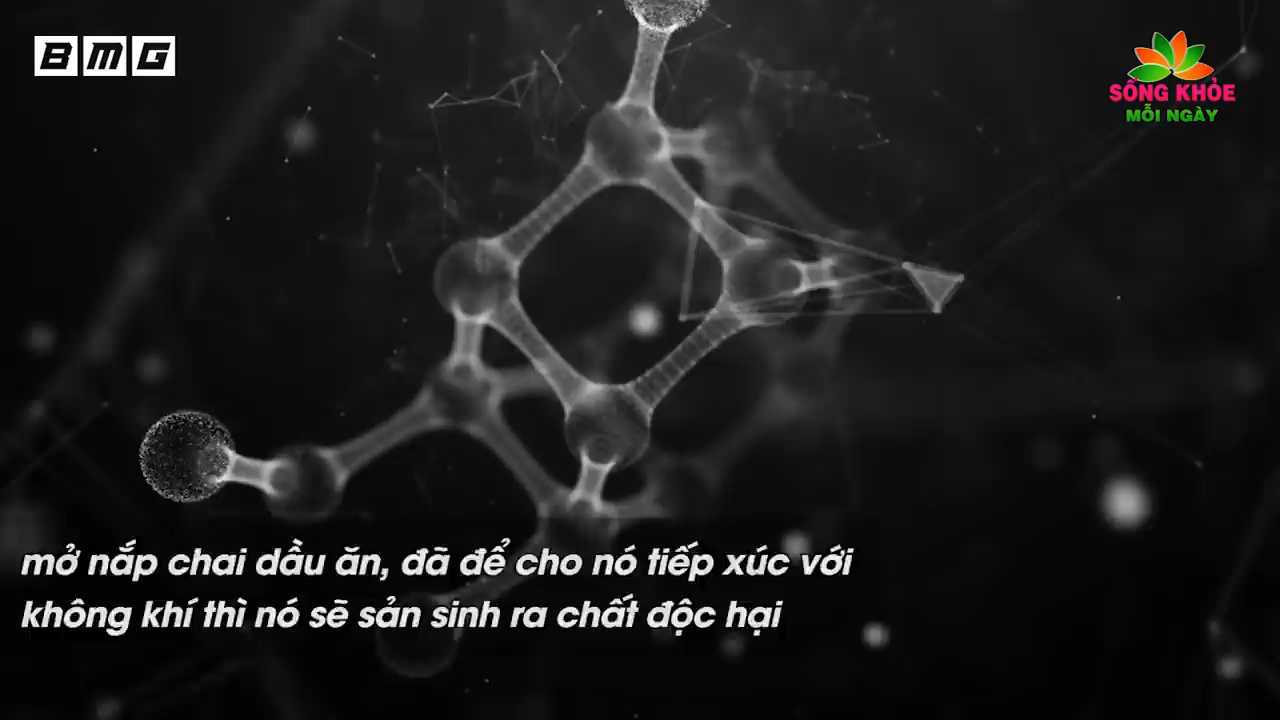 BMG
SỐNG KHỎE
MỖI NGÀY
mở nắp chai dầu ăn, đã để cho nó tiếp xúc với
không khí thì nó sẽ sản sinh ra chất độc hại